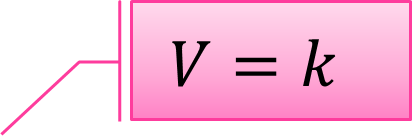 V = k